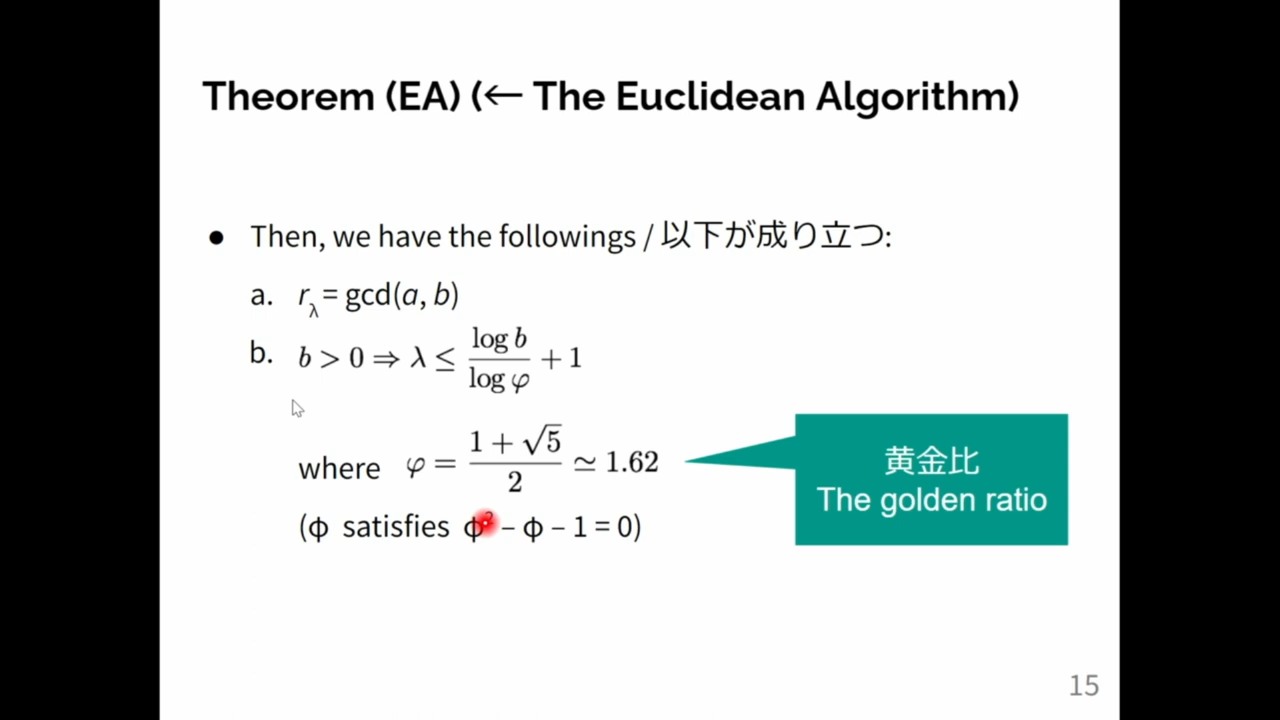 Theorem (EA) (← The Euclidean Algorithm)
● Then, we have the followings / 以下が成り立つ:
a. r_λ = gcd(a, b)
b. b > 0 ⇒ λ ≤ log b / log φ + 1
where φ = (1 + √5) / 2 ≃ 1.62
(ϕ satisfies ϕ² – ϕ – 1 = 0)
黄金比
The golden ratio
15